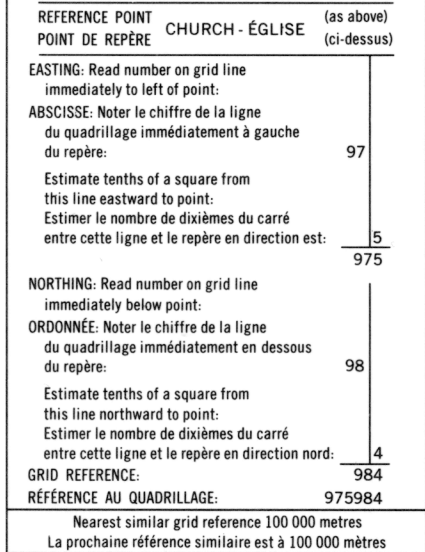 REFERENCE POINT CHURCH - ÉGLISE (as above)
POINT DE REPÈRE (ci-dessus)
EASTING: Read number on grid line
immediately to left of point:
ABSCISSE: Noter le chiffre de la ligne
du quadrillage immédiatement à gauche
du repère: 97
Estimate tenths of a square from
this line eastward to point:
Estimer le nombre de dixièmes du carré
entre cette ligne et le repère en direction est: 5
975
NORTHING: Read number on grid line
immediately below point:
ORDONNÉE: Noter le chiffre de la ligne
du quadrillage immédiatement en dessous
du repère: 98
Estimate tenths of a square from
this line northward to point:
Estimer le nombre de dixièmes du carré
entre cette ligne et le repère en direction nord: 4
GRID REFERENCE: 984
RÉFÉRENCE AU QUADRILLAGE: 975984
Nearest similar grid reference 100 000 metres
La prochaine référence similaire est à 100 000 mètres